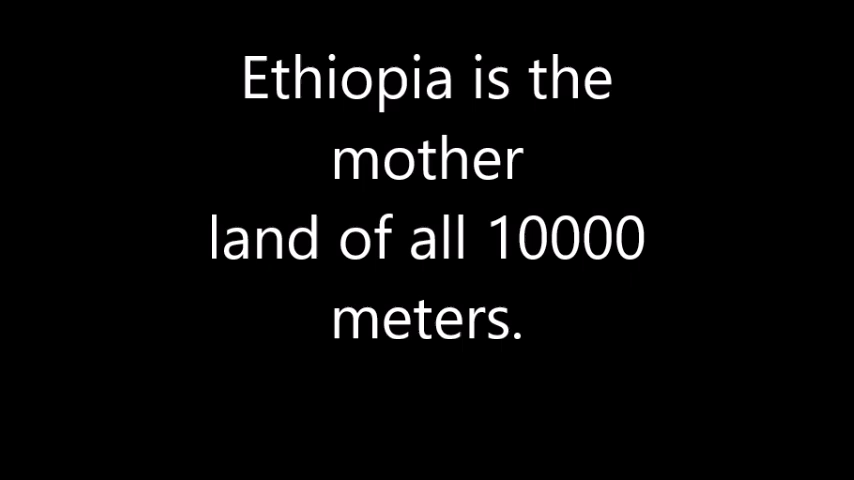 Ethiopia is the
mother
land of all 10000
meters.